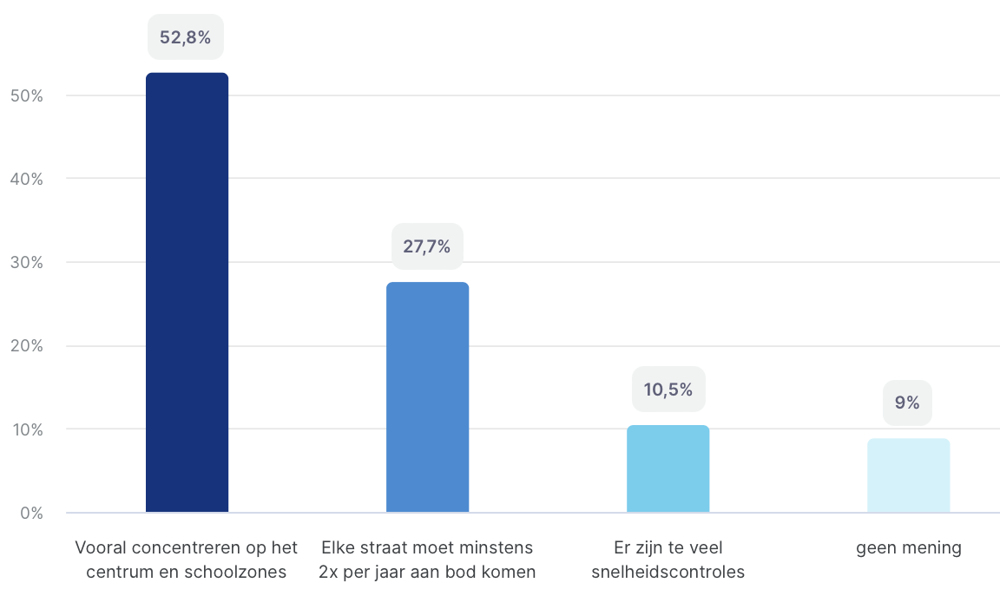 52,8%
50%
40%
27,7%
30%
20%
10,5%
9%
10%
0%
Vooral concentreren op het
centrum en schoolzones
Elke straat moet minstens
2x per jaar aan bod komen
Er zijn te veel
snelheidscontroles
geen mening